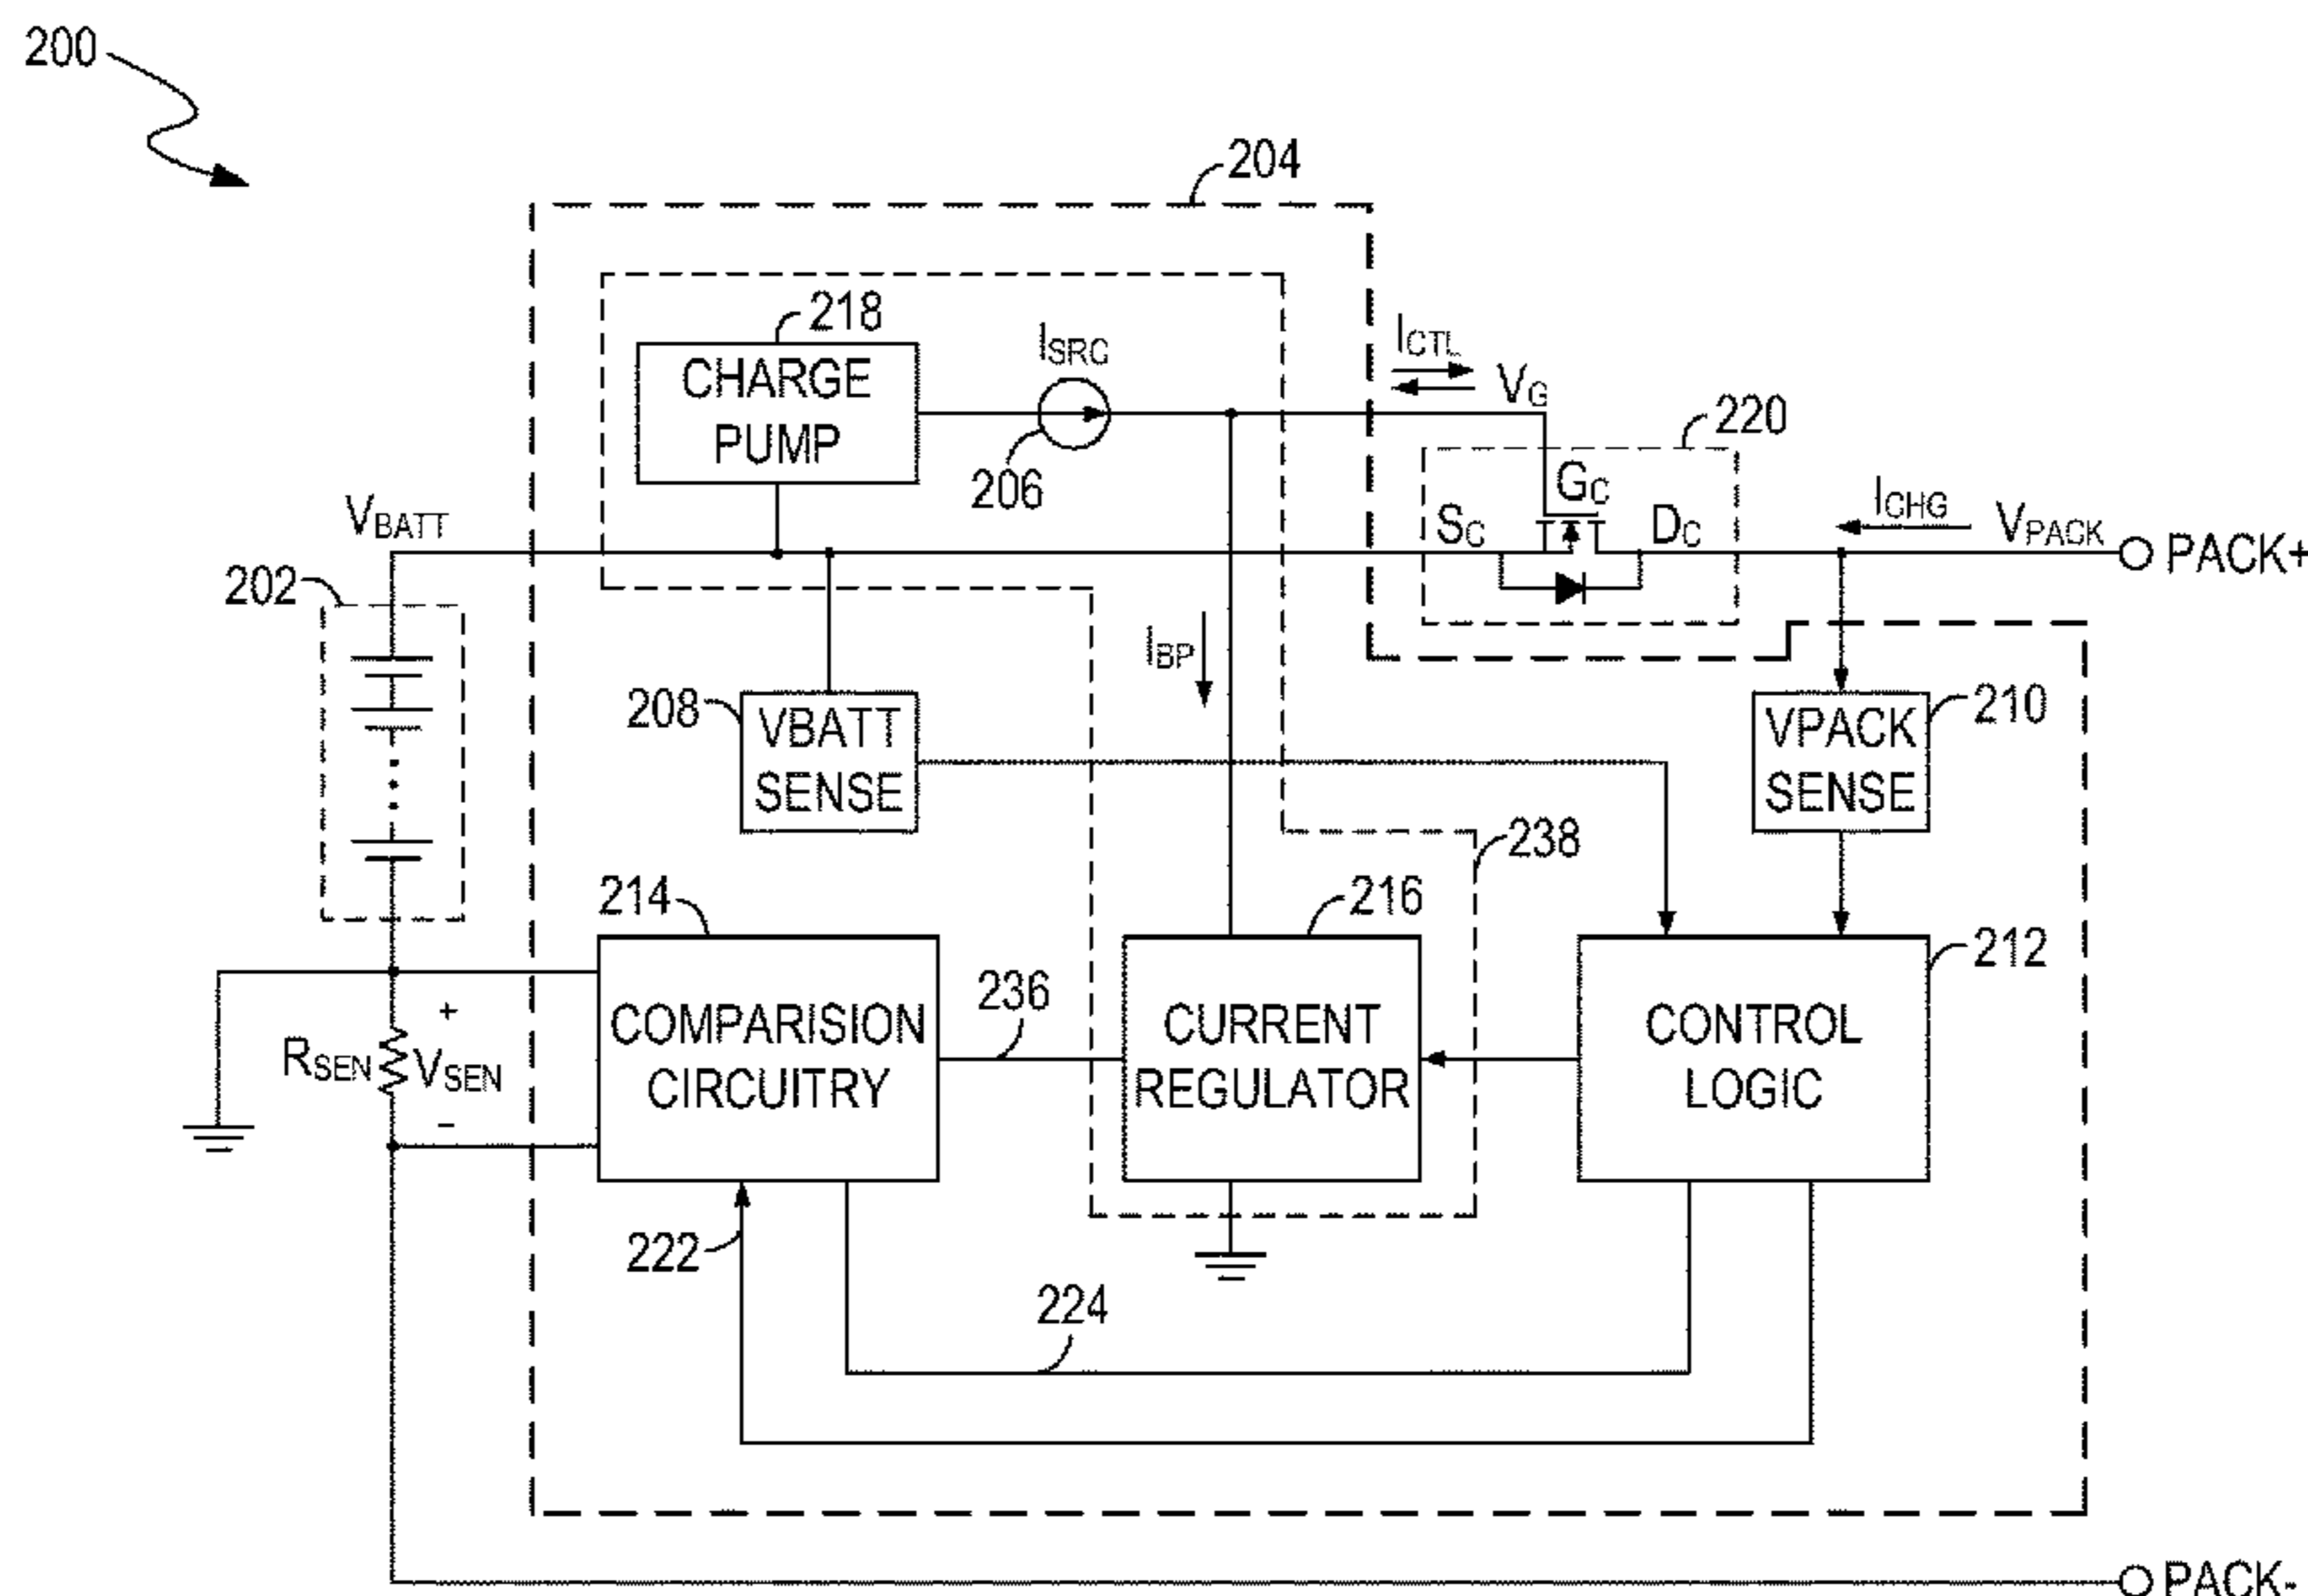 200
204
218
CHARGE
PUMP
ISRC
206
ICTL
VG
220
GC
SC
DC
ICHG
VPACK
PACK+
VBATT
202
IBP
208
VBATT
SENSE
210
VPACK
SENSE
238
214
216
212
COMPARISION
CIRCUITRY
236
CURRENT
REGULATOR
CONTROL
LOGIC
+
RSEN
VSEN
-
222
224
PACK-